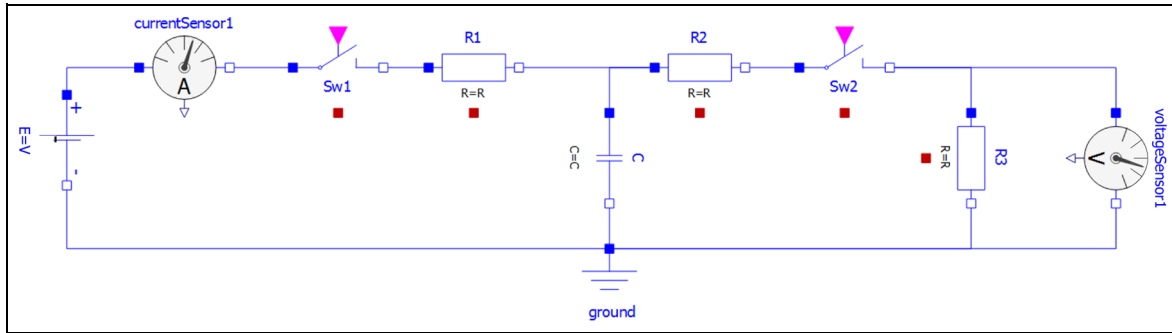 currentSensor1
A
Sw1
R1
R=R
R2
R=R
Sw2
+
E=V
-
C=C
C
R=R
R3
V
voltageSensor1
ground